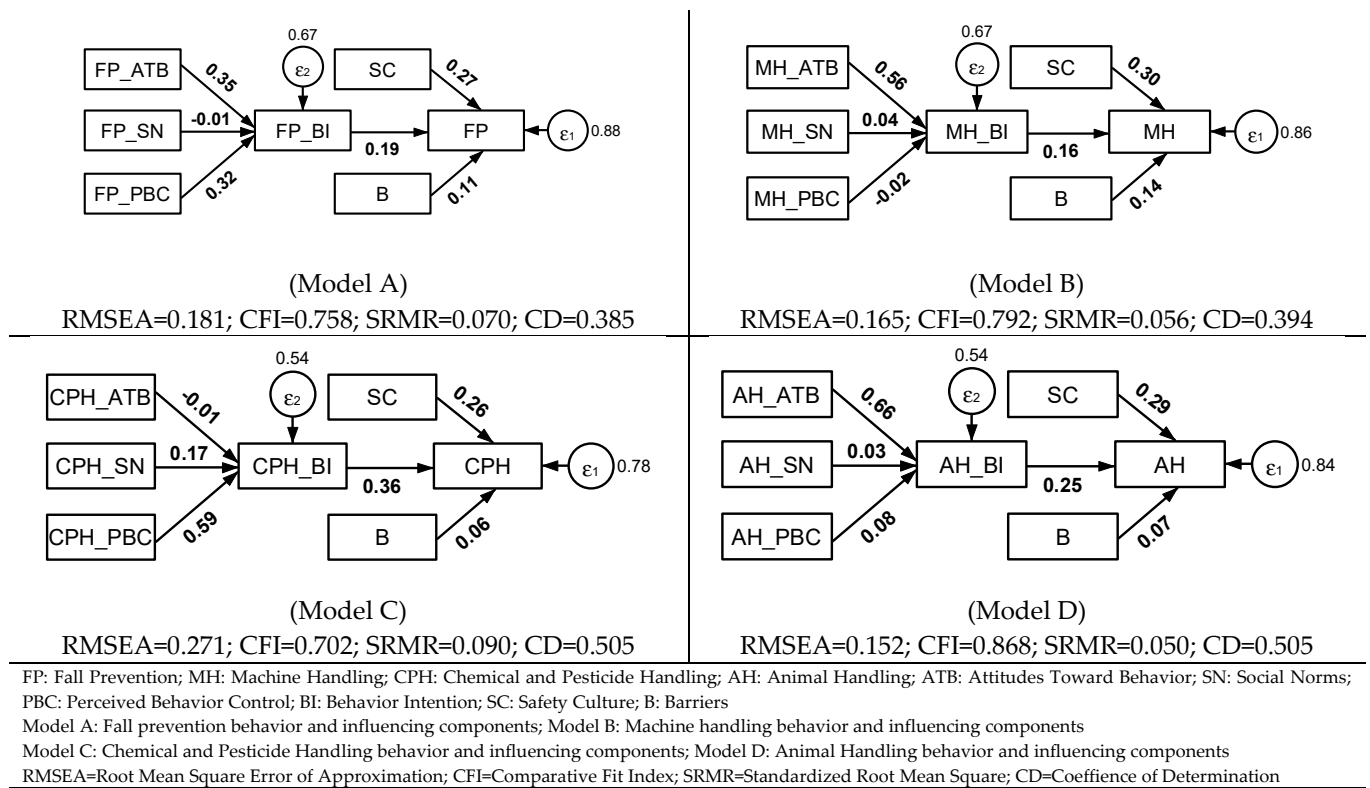 0.67
FP_ATB
0.35
ε2
SC
0.27
FP_SN
-0.01
FP_BI
FP
ε1
0.88
0.19
FP_PBC
0.32
B
0.11
(Model A)
RMSEA=0.181; CFI=0.758; SRMR=0.070; CD=0.385
0.67
MH_ATB
0.56
ε2
SC
0.30
MH_SN
0.04
MH_BI
MH
ε1
0.86
0.16
MH_PBC
-0.02
B
0.14
(Model B)
RMSEA=0.165; CFI=0.792; SRMR=0.056; CD=0.394
0.54
CPH_ATB
-0.01
ε2
SC
0.26
CPH_SN
0.17
CPH_BI
CPH
ε1
0.78
0.36
CPH_PBC
0.59
B
0.06
(Model C)
RMSEA=0.271; CFI=0.702; SRMR=0.090; CD=0.505
0.54
AH_ATB
0.66
ε2
SC
0.29
AH_SN
0.03
AH_BI
AH
ε1
0.84
0.25
AH_PBC
0.08
B
0.07
(Model D)
RMSEA=0.152; CFI=0.868; SRMR=0.050; CD=0.505
FP: Fall Prevention; MH: Machine Handling; CPH: Chemical and Pesticide Handling; AH: Animal Handling; ATB: Attitudes Toward Behavior; SN: Social Norms;
PBC: Perceived Behavior Control; BI: Behavior Intention; SC: Safety Culture; B: Barriers
Model A: Fall prevention behavior and influencing components; Model B: Machine handling behavior and influencing components
Model C: Chemical and Pesticide Handling behavior and influencing components; Model D: Animal Handling behavior and influencing components
RMSEA=Root Mean Square Error of Approximation; CFI=Comparative Fit Index; SRMR=Standardized Root Mean Square; CD=Coeffience of Determination